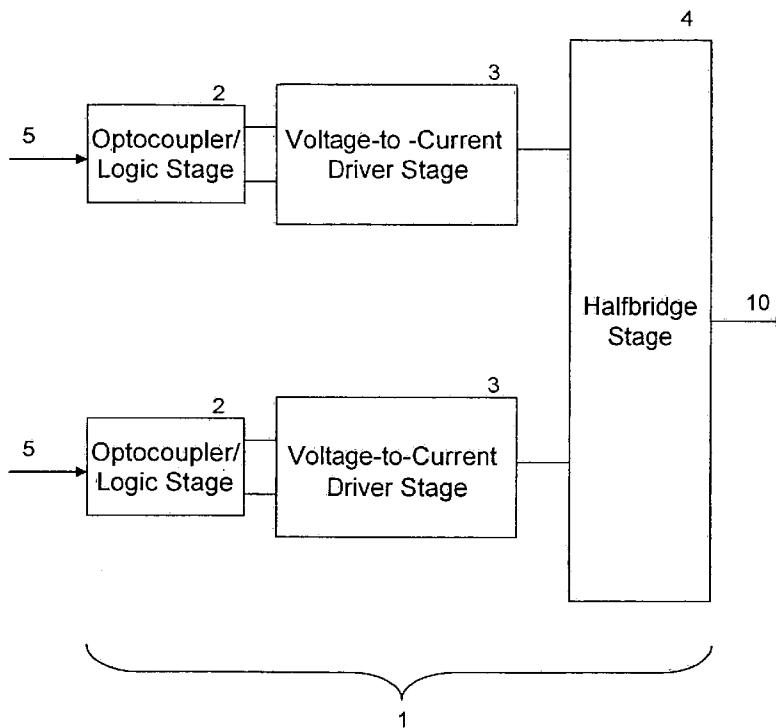 4
3
2
5
Optocoupler/
Logic Stage
Voltage-to -Current
Driver Stage
Halfbridge
Stage
10
3
2
5
Optocoupler/
Logic Stage
Voltage-to-Current
Driver Stage
1